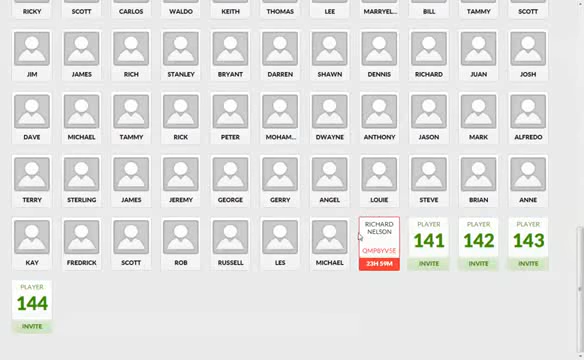 RICKY SCOTT CARLOS WALDO KEITH THOMAS LEE MARRYEL... BILL TAMMY SCOTT
JIM JAMES RICH STANLEY BRYANT DARREN SHAWN DENNIS RICHARD JUAN JOSH
DAVE MICHAEL TAMMY RICK PETER MOHAM... DWAYNE ANTHONY JASON MARK ALFREDO
TERRY STERLING JAMES JEREMY GEORGE GERRY ANGEL LOUIE STEVE BRIAN ANNE
RICHARD PLAYER PLAYER PLAYER
NELSON 141 142 143
QMP8YVSE
KAY FREDRICK SCOTT ROB RUSSELL LES MICHAEL 23H 59M INVITE INVITE INVITE
PLAYER
144
INVITE